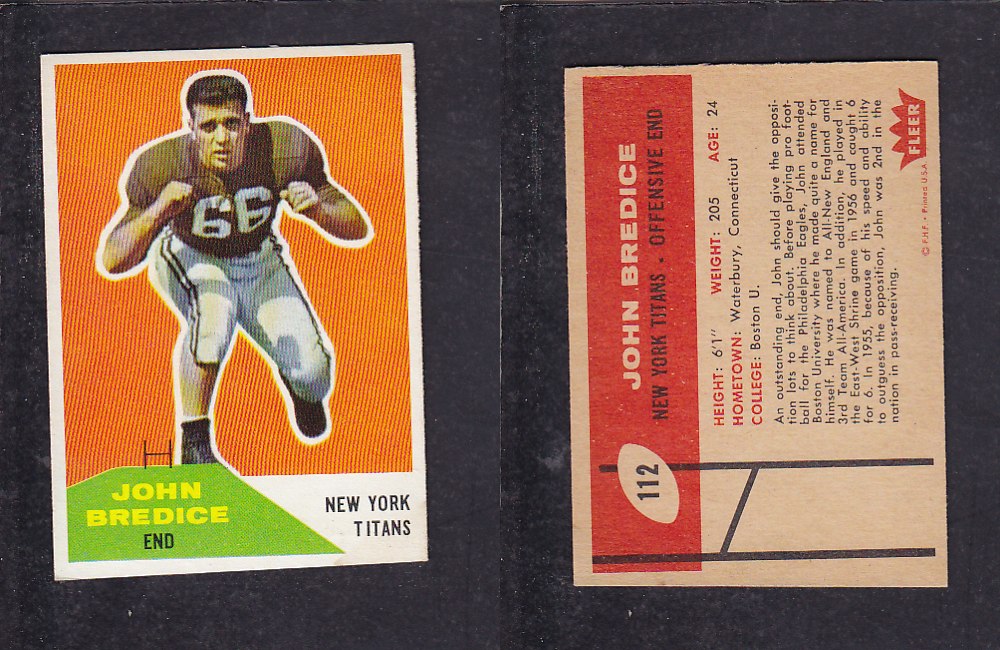 66
JOHN
BREDICE
END
NEW YORK
TITANS
112
JOHN BREDICE
NEW YORK TITANS - OFFENSIVE END
HEIGHT: 6'1" WEIGHT: 205 AGE: 24
HOMETOWN: Waterbury, Connecticut
COLLEGE: Boston U.
An outstanding end, John should give the opposi-
tion lots to think about. Before playing pro foot-
ball for the Philadelphia Eagles, John attended
Boston University where he made quite a name for
himself. He was named to All-New England and
3rd Team All-America. In addition, he played in
the East-West Shrine game in 1956 and caught 6
for 6. In 1955, because of his speed and ability
to outguess the opposition, John was 2nd in the
nation in pass-receiving.
© F.H.F. • Printed U.S.A.
FLEER